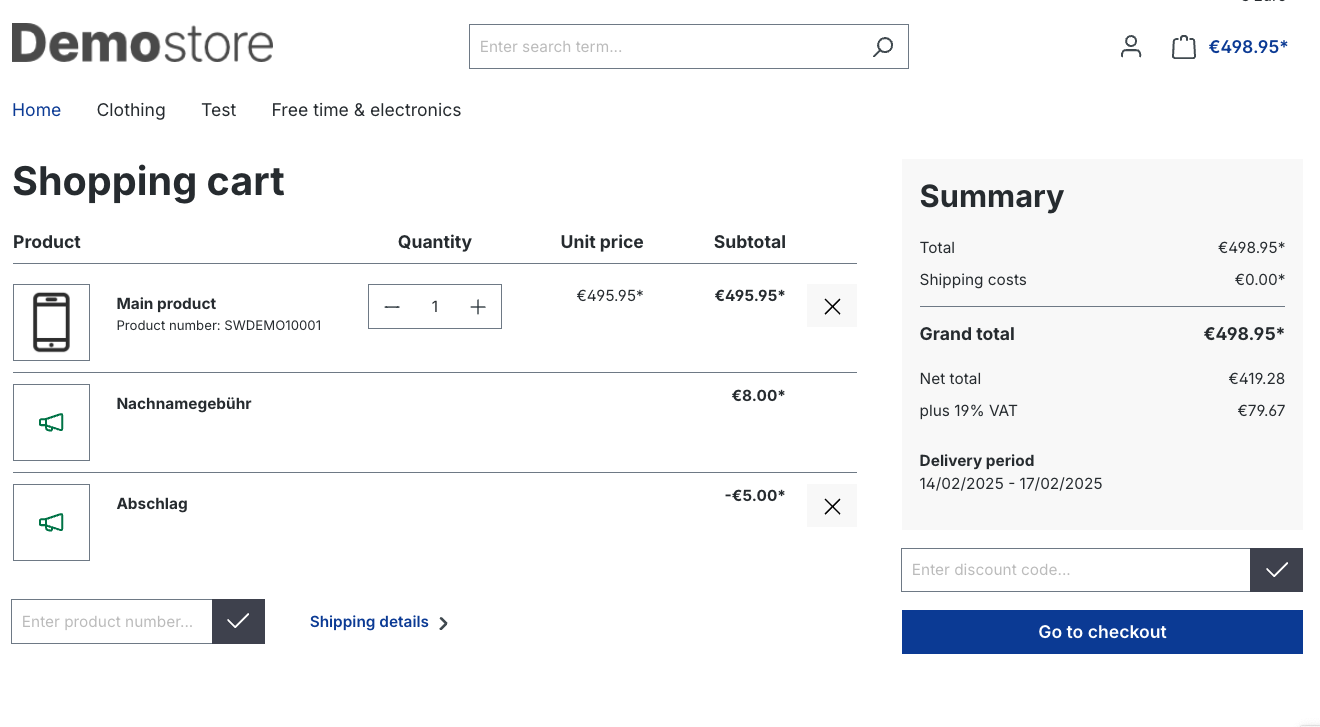 Demostore
Enter search term...
€498.95*
Home Clothing Test Free time & electronics
Shopping cart
Product Quantity Unit price Subtotal
Main product
Product number: SWDEMO10001
1
€495.95*
€495.95*
Nachnamegebühr
€8.00*
Abschlag
-€5.00*
Enter product number...
Shipping details
Summary
Total €498.95*
Shipping costs €0.00*
Grand total €498.95*
Net total €419.28
plus 19% VAT €79.67
Delivery period
14/02/2025 - 17/02/2025
Enter discount code...
Go to checkout